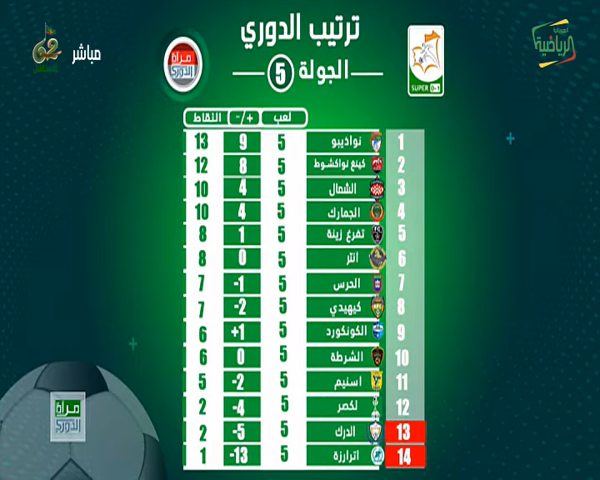 مباشر
ترتيب الدوري
الرياضية
مرآة
الدوري
الجولة 5
SUPER D-1
لعب +/- النقاط
1 نواذيبو 5 9 13
2 كينغ نواكشوط 5 8 12
3 الشمال 5 4 10
4 الجمارك 5 4 10
5 تفرغ زينة 5 1 8
6 انتر 5 0 8
7 الحرس 5 -1 7
8 كيهيدي 5 -2 7
9 الكونكورد 5 +1 6
10 الشرطة 5 0 6
11 اسنيم 5 -2 5
12 لكصر 5 -4 2
13 الدرك 5 -5 2
14 اترارزة 5 -13 1
مرآة
الدوري